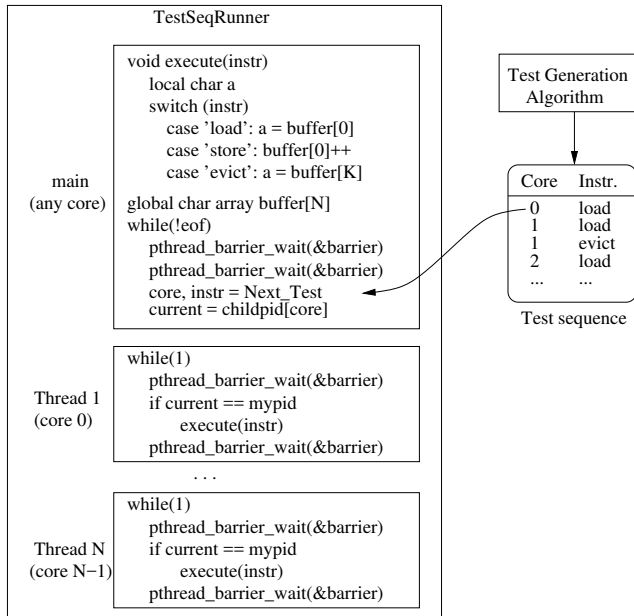 TestSeqRunner
main
(any core)
void execute(instr)
local char a
switch (instr)
case 'load': a = buffer[0]
case 'store': buffer[0]++
case 'evict': a = buffer[K]
global char array buffer[N]
while(!eof)
pthread_barrier_wait(&barrier)
pthread_barrier_wait(&barrier)
core, instr = Next_Test
current = childpid[core]
Thread 1
(core 0)
while(1)
pthread_barrier_wait(&barrier)
if current == mypid
execute(instr)
pthread_barrier_wait(&barrier)
. . .
Thread N
(core N−1)
while(1)
pthread_barrier_wait(&barrier)
if current == mypid
execute(instr)
pthread_barrier_wait(&barrier)
Test Generation
Algorithm
Core Instr.
0 load
1 load
1 evict
2 load
... ...
Test sequence